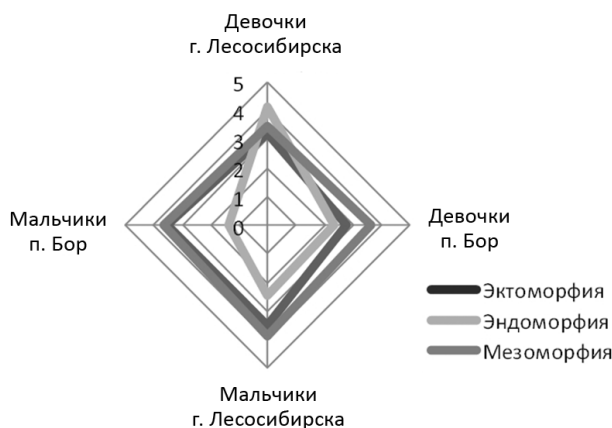 Девочки
г. Лесосибирска
5
4
3
2
1
0
Мальчики
п. Бор
Девочки
п. Бор
Эктоморфия
Эндоморфия
Мезоморфия
Мальчики
г. Лесосибирска